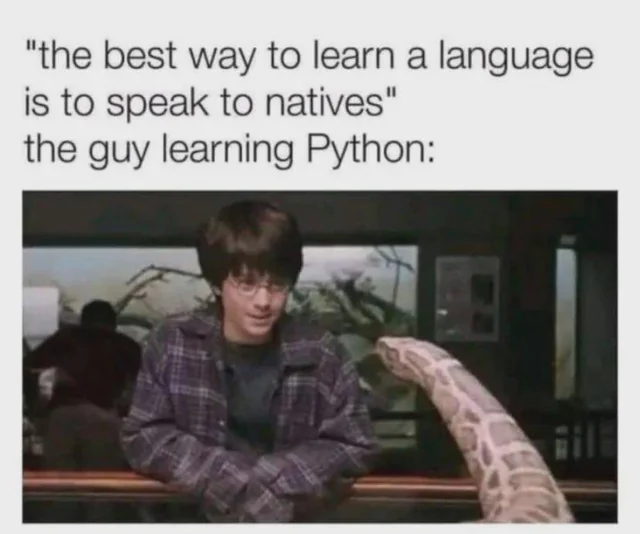 "the best way to learn a language
is to speak to natives"
the guy learning Python: